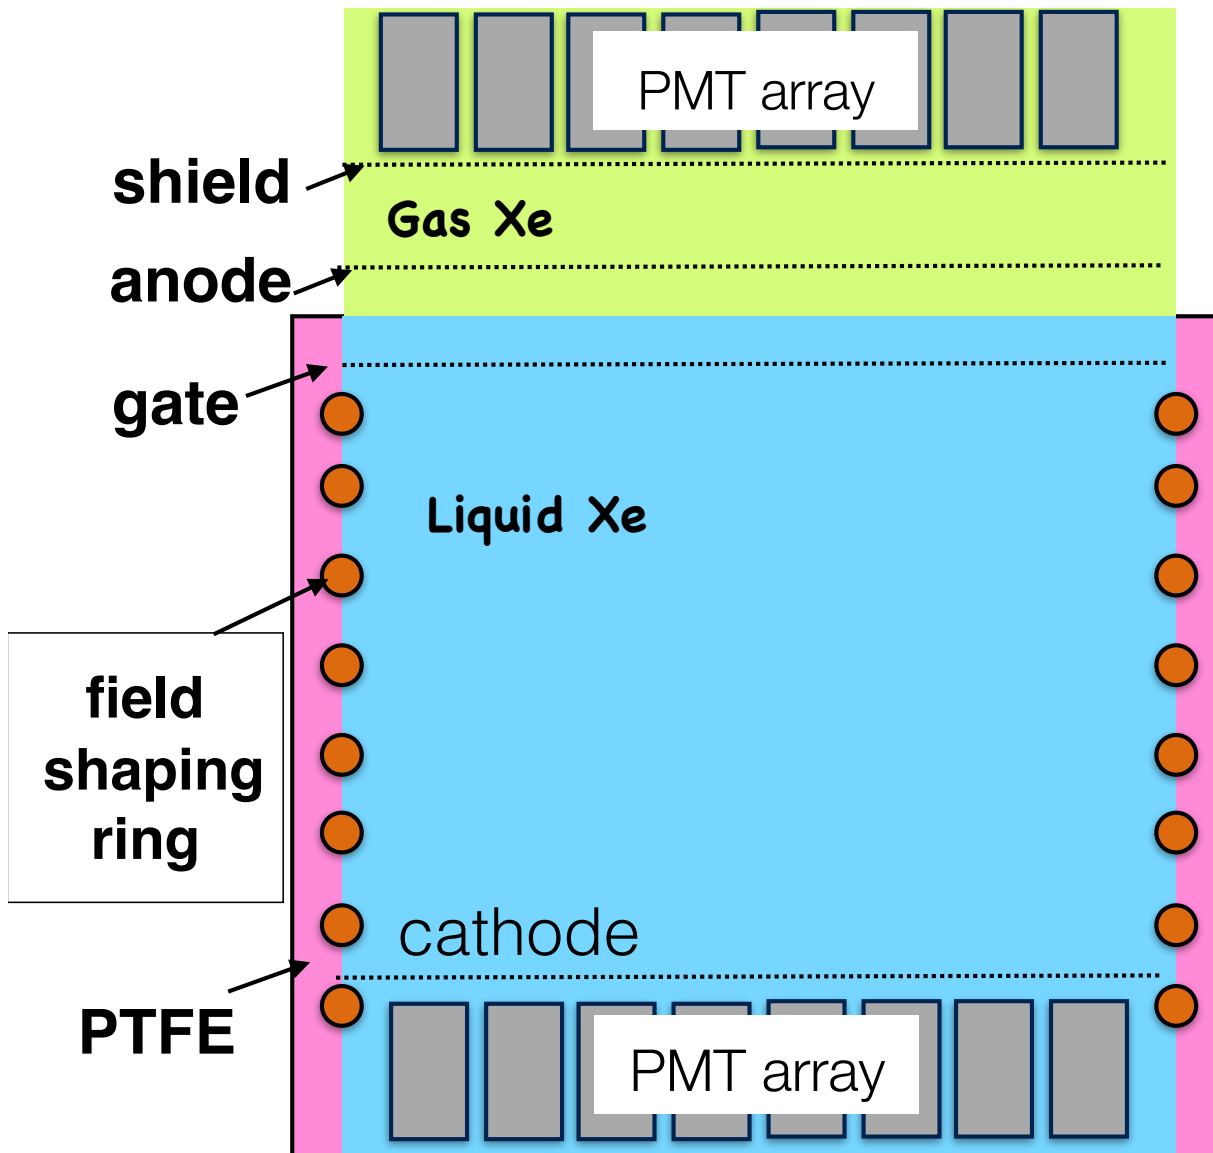 PMT array
shield
Gas Xe
anode
gate
Liquid Xe
field
shaping
ring
cathode
PTFE
PMT array